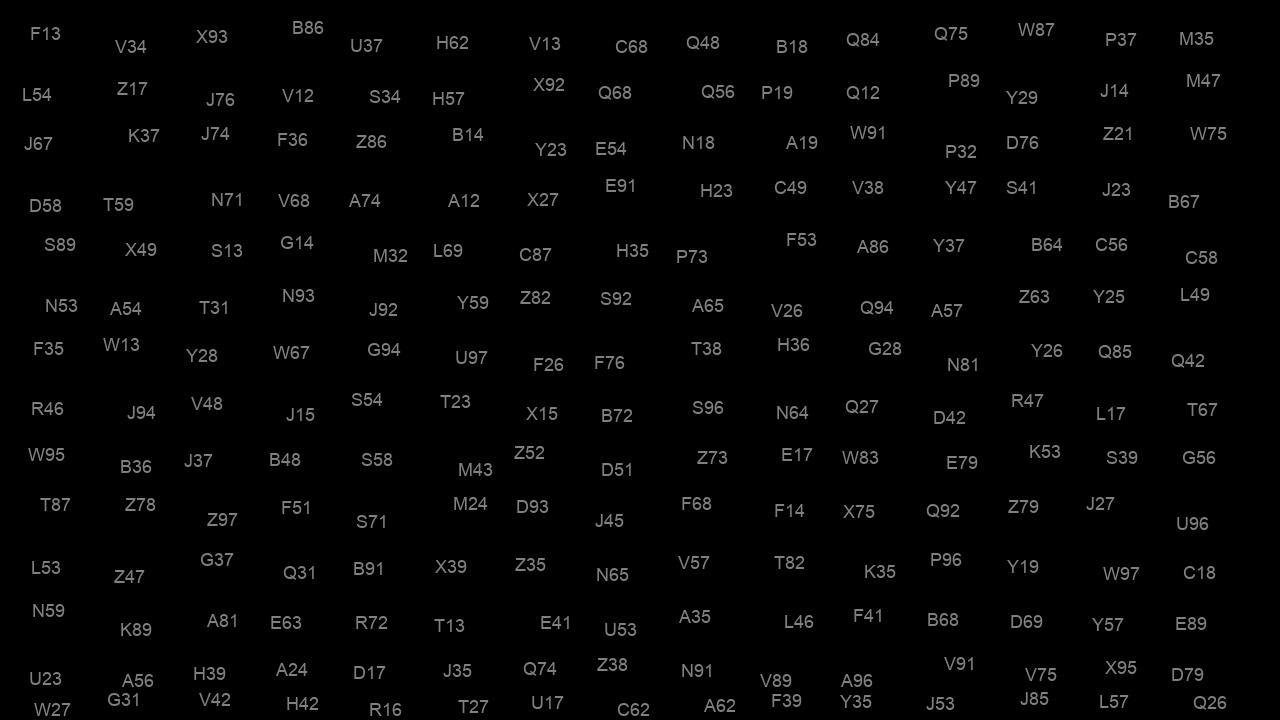 F13 V34 X93 B86 U37 H62 V13 C68 Q48 B18 Q84 Q75 W87 P37 M35
L54 Z17 J76 V12 S34 H57 X92 Q68 Q56 P19 Q12 P89 Y29 J14 M47
J67 K37 J74 F36 Z86 B14 Y23 E54 N18 A19 W91 P32 D76 Z21 W75
D58 T59 N71 V68 A74 A12 X27 E91 H23 C49 V38 Y47 S41 J23 B67
S89 X49 S13 G14 M32 L69 C87 H35 P73 F53 A86 Y37 B64 C56 C58
N53 A54 T31 N93 J92 Y59 Z82 S92 A65 V26 Q94 A57 Z63 Y25 L49
F35 W13 Y28 W67 G94 U97 F26 F76 T38 H36 G28 N81 Y26 Q85 Q42
R46 J94 V48 J15 S54 T23 X15 B72 S96 N64 Q27 D42 R47 L17 T67
W95 B36 J37 B48 S58 M43 Z52 D51 Z73 E17 W83 E79 K53 S39 G56
T87 Z78 Z97 F51 S71 M24 D93 J45 F68 F14 X75 Q92 Z79 J27 U96
L53 Z47 G37 Q31 B91 X39 Z35 N65 V57 T82 K35 P96 Y19 W97 C18
N59 K89 A81 E63 R72 T13 E41 U53 A35 L46 F41 B68 D69 Y57 E89
U23 A56 H39 A24 D17 J35 Q74 Z38 N91 V89 A96 V91 V75 X95 D79
W27 G31 V42 H42 R16 T27 U17 C62 A62 F39 Y35 J53 J85 L57 Q26